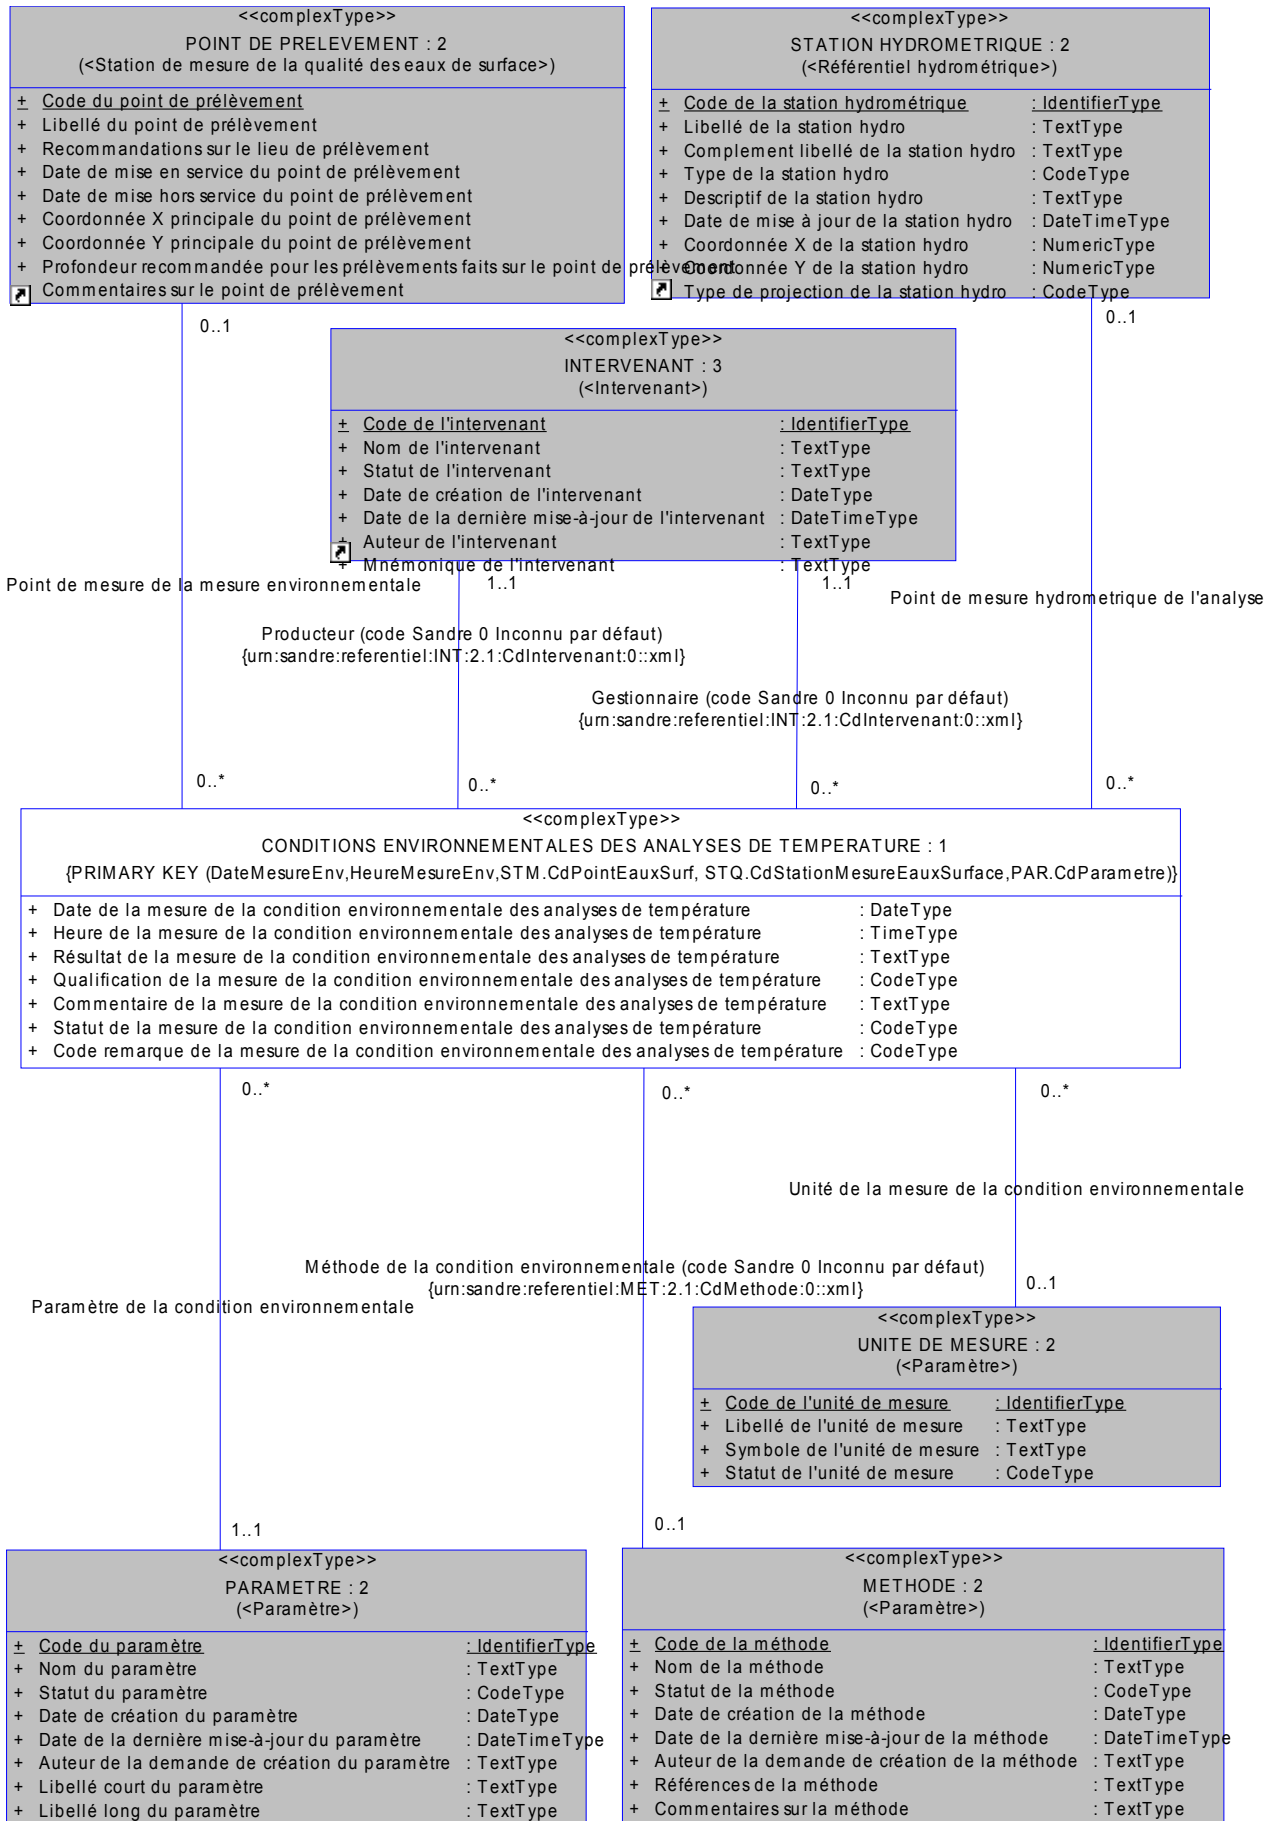 <<complexType>>
POINT DE PRELEVEMENT : 2
(<Station de mesure de la qualité des eaux de surface>)
+ Code du point de prélèvement
+ Libellé du point de prélèvement
+ Recommandations sur le lieu de prélèvement
+ Date de mise en service du point de prélèvement
+ Date de mise hors service du point de prélèvement
+ Coordonnée X principale du point de prélèvement
+ Coordonnée Y principale du point de prélèvement
+ Profondeur recommandée pour les prélèvements faits sur le point de prélèvement
Commentaires sur le point de prélèvement
<<complexType>>
STATION HYDROMETRIQUE : 2
(<Référentiel hydrométrique>)
+ Code de la station hydrométrique : IdentifierType
+ Libellé de la station hydro : TextType
+ Complement libellé de la station hydro : TextType
+ Type de la station hydro : CodeType
+ Descriptif de la station hydro : TextType
+ Date de mise à jour de la station hydro : DateTimeType
+ Coordonnée X de la station hydro : NumericType
Coordonnée Y de la station hydro : NumericType
Type de projection de la station hydro : CodeType
0..1
0..1
<<complexType>>
INTERVENANT : 3
(<Intervenant>)
+ Code de l'intervenant : IdentifierType
+ Nom de l'intervenant : TextType
+ Statut de l'intervenant : TextType
+ Date de création de l'intervenant : DateType
+ Date de la dernière mise-à-jour de l'intervenant : DateTimeType
+ Auteur de l'intervenant : TextType
+ Mnémonique de l'intervenant : TextType
Point de mesure de la mesure environnementale
1..1
1..1
Point de mesure hydrometrique de l'analyse
Producteur (code Sandre 0 Inconnu par défaut)
{urn:sandre:referentiel:INT:2.1:CdIntervenant:0::xml}
Gestionnaire (code Sandre 0 Inconnu par défaut)
{urn:sandre:referentiel:INT:2.1:CdIntervenant:0::xml}
0..*
0..*
0..*
0..*
<<complexType>>
CONDITIONS ENVIRONNEMENTALES DES ANALYSES DE TEMPERATURE : 1
{PRIMARY KEY (DateMesureEnv,HeureMesureEnv,STM.CdPointEauxSurf, STQ.CdStationMesureEauxSurface,PAR.CdParametre)}
+ Date de la mesure de la condition environnementale des analyses de température : DateType
+ Heure de la mesure de la condition environnementale des analyses de température : TimeType
+ Résultat de la mesure de la condition environnementale des analyses de température : TextType
+ Qualification de la mesure de la condition environnementale des analyses de température : CodeType
+ Commentaire de la mesure de la condition environnementale des analyses de température : TextType
+ Statut de la mesure de la condition environnementale des analyses de température : CodeType
+ Code remarque de la mesure de la condition environnementale des analyses de température : CodeType
0..*
0..*
0..*
Unité de la mesure de la condition environnementale
Méthode de la condition environnementale (code Sandre 0 Inconnu par défaut)
{urn:sandre:referentiel:MET:2.1:CdMethode:0::xml}
0..1
Paramètre de la condition environnementale
<<complexType>>
UNITE DE MESURE : 2
(<Paramètre>)
+ Code de l'unité de mesure : IdentifierType
+ Libellé de l'unité de mesure : TextType
+ Symbole de l'unité de mesure : TextType
+ Statut de l'unité de mesure : CodeType
1..1
0..1
<<complexType>>
PARAMETRE : 2
(<Paramètre>)
+ Code du paramètre : IdentifierType
+ Nom du paramètre : TextType
+ Statut du paramètre : CodeType
+ Date de création du paramètre : DateType
+ Date de la dernière mise-à-jour du paramètre : DateTimeType
+ Auteur de la demande de création du paramètre : TextType
+ Libellé court du paramètre : TextType
+ Libellé long du paramètre : TextType
<<complexType>>
METHODE : 2
(<Paramètre>)
+ Code de la méthode : IdentifierType
+ Nom de la méthode : TextType
+ Statut de la méthode : CodeType
+ Date de création de la méthode : DateType
+ Date de la dernière mise-à-jour de la méthode : DateTimeType
+ Auteur de la demande de création de la méthode : TextType
+ Références de la méthode : TextType
+ Commentaires sur la méthode : TextType